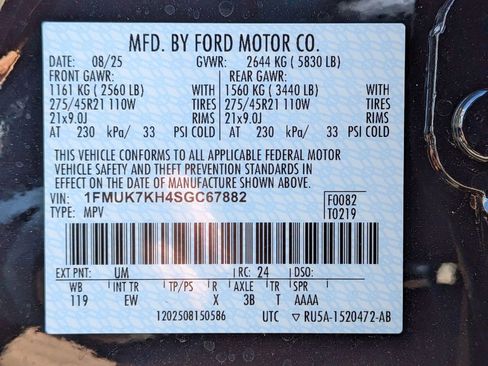 MFD. BY FORD MOTOR CO.
DATE: 08/25 GVWR: 2644 KG ( 5830 LB)
FRONT GAWR: REAR GAWR:
1161 KG ( 2560 LB) WITH 1560 KG ( 3440 LB) WITH
275/45R21 110W TIRES 275/45R21 110W TIRES
21x9.0J RIMS 21x9.0J RIMS
AT 230 kPa/ 33 PSI COLD AT 230 kPa/ 33 PSI COLD
THIS VEHICLE CONFORMS TO ALL APPLICABLE FEDERAL MOTOR
VEHICLE SAFETY AND THEFT PREVENTION STANDARDS IN
EFFECT ON THE DATE OF MANUFACTURE SHOWN ABOVE.
VIN: 1FMUK7KH4SGC67882 F0082
TYPE: MPV T0219
EXT PNT: UM RC: 24 DSO:
WB INT TR TP/PS R AXLE TR SPR
119 EW X 3B T AAAA
1202508150586 UTC ▽ RU5A-1520472-AB